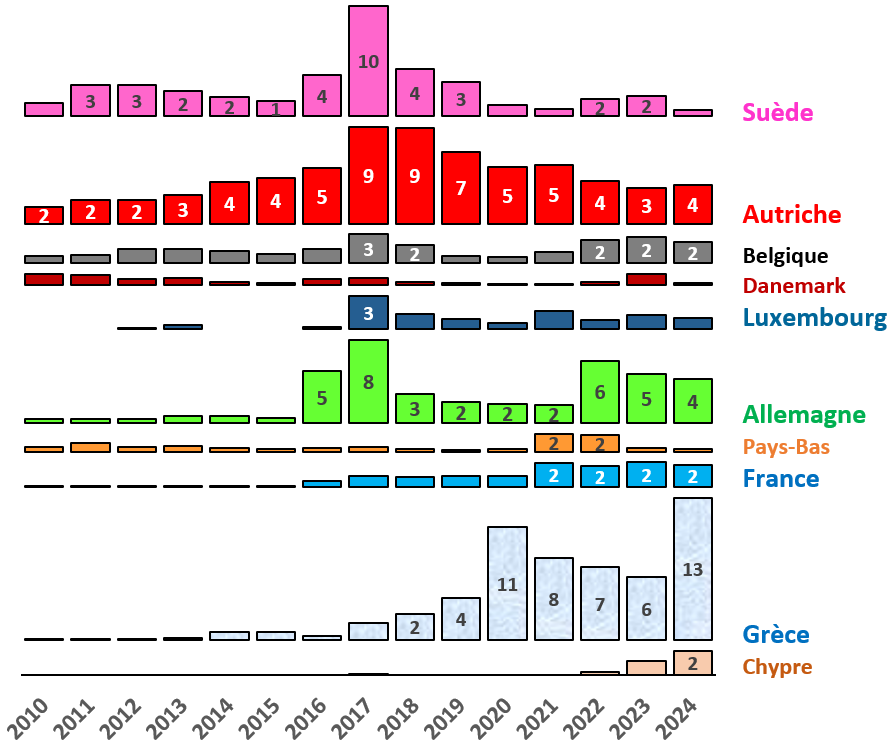 10
3 3 2 2 1 4 4 3 2 2
Suède
2 2 2 3 4 4 5 9 9 7 5 5 4 3 4
Autriche
3 2 2 2 2
Belgique
Danemark
3
Luxembourg
5 8 3 2 2 2 6 5 4
Allemagne
2 2
Pays-Bas
2 2 2 2
France
2 4 11 8 7 6 13
Grèce
2
Chypre
2010 2011 2012 2013 2014 2015 2016 2017 2018 2019 2020 2021 2022 2023 2024